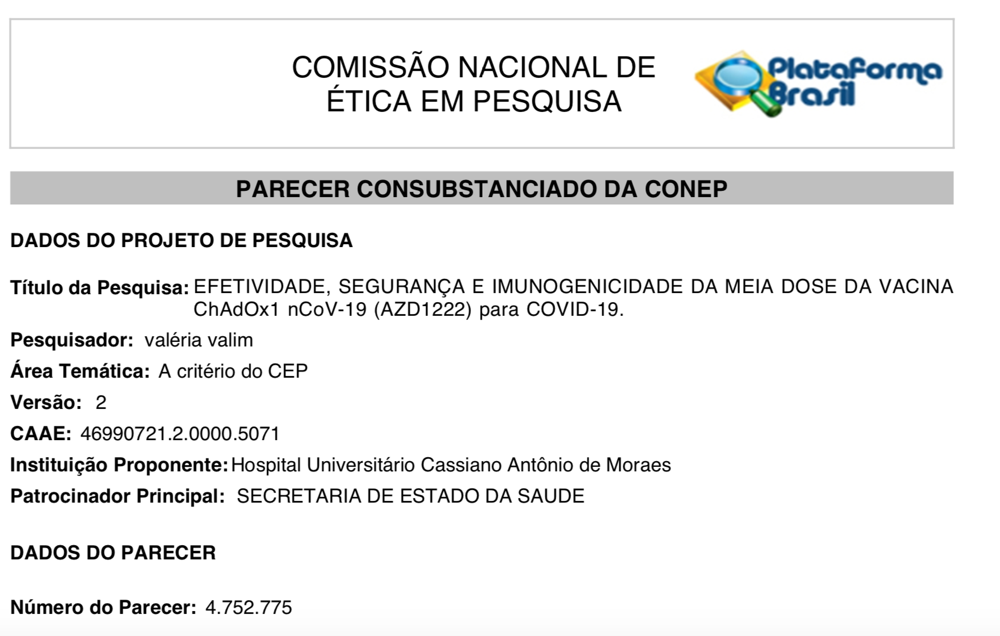 COMISSÃO NACIONAL DE
ÉTICA EM PESQUISA
Plataforma
Brasil
PARECER CONSUBSTANCIADO DA CONEP
DADOS DO PROJETO DE PESQUISA
Título da Pesquisa: EFETIVIDADE, SEGURANÇA E IMUNOGENICIDADE DA MEIA DOSE DA VACINA
ChAdOx1 nCoV-19 (AZD1222) para COVID-19.
Pesquisador: valéria valim
Área Temática: A critério do CEP
Versão: 2
CAAE: 46990721.2.0000.5071
Instituição Proponente: Hospital Universitário Cassiano Antônio de Moraes
Patrocinador Principal: SECRETARIA DE ESTADO DA SAUDE
DADOS DO PARECER
Número do Parecer: 4.752.775